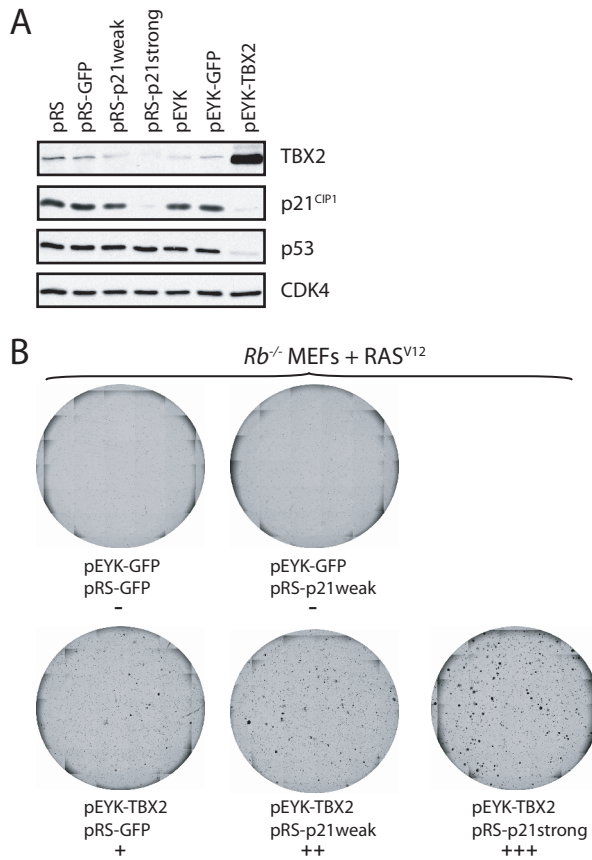 A
pRS
pRS-GFP
pRS-p21weak
pRS-p21strong
pEYK
pEYK-GFP
pEYK-TBX2
TBX2
p21CIP1
p53
CDK4
B
Rb-/- MEFs + RASV12
pEYK-GFP
pRS-GFP
-
pEYK-GFP
pRS-p21weak
-
pEYK-TBX2
pRS-GFP
+
pEYK-TBX2
pRS-p21weak
++
pEYK-TBX2
pRS-p21strong
+++